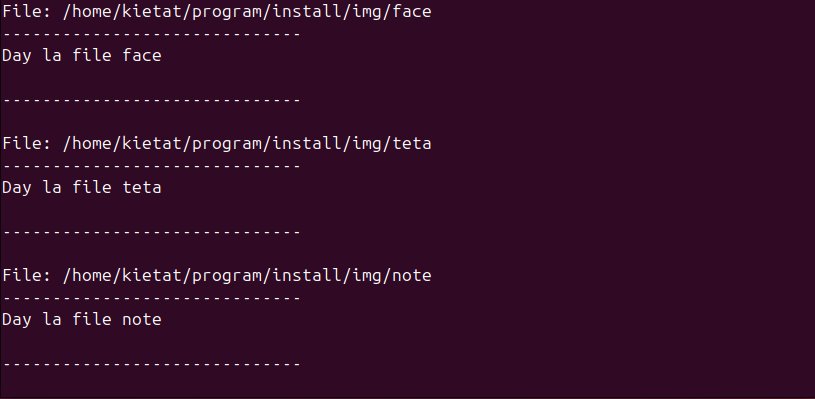 File: /home/kietat/program/install/img/face
------------------------------
Day la file face
------------------------------
File: /home/kietat/program/install/img/teta
------------------------------
Day la file teta
------------------------------
File: /home/kietat/program/install/img/note
------------------------------
Day la file note
------------------------------